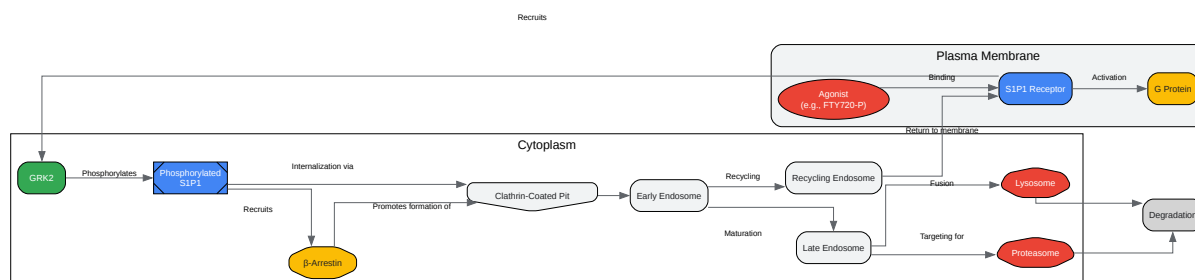 Recruits
Plasma Membrane
Binding
Activation
Agonist
(e.g., FTY720-P)
S1P1 Receptor
G Protein
Return to membrane
Cytoplasm
GRK2
Phosphorylates
Phosphorylated
S1P1
Internalization via
Recruits
Promotes formation of
β-Arrestin
Clathrin-Coated Pit
Early Endosome
Recycling
Recycling Endosome
Maturation
Late Endosome
Fusion
Lysosome
Targeting for
Proteasome
Degradation